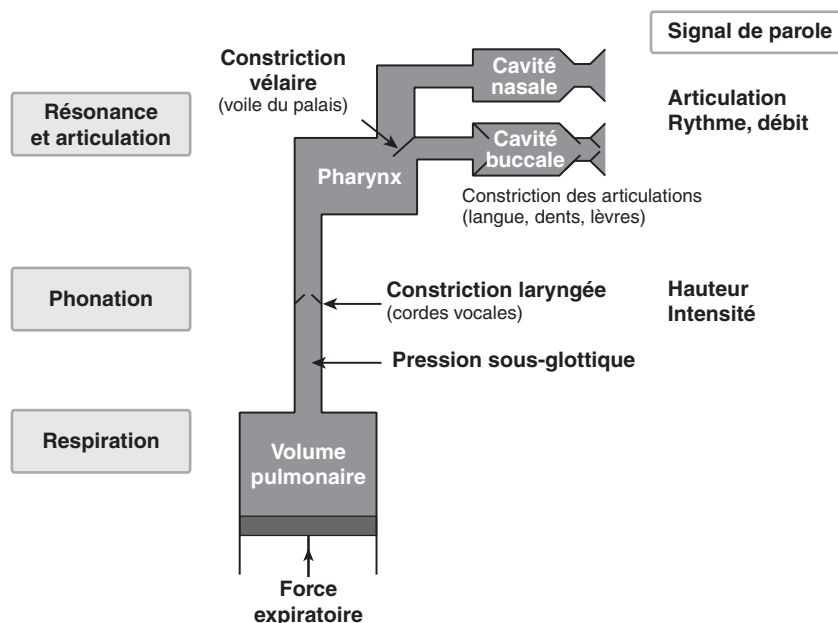 Signal de parole
Constriction
vélaire
(voile du palais)
Cavité
nasale
Résonance
et articulation
Articulation
Rythme, débit
Cavité
buccale
Pharynx
Constriction des articulations
(langue, dents, lèvres)
Phonation
Constriction laryngée
(cordes vocales)
Hauteur
Intensité
Pression sous-glottique
Respiration
Volume
pulmonaire
Force
expiratoire